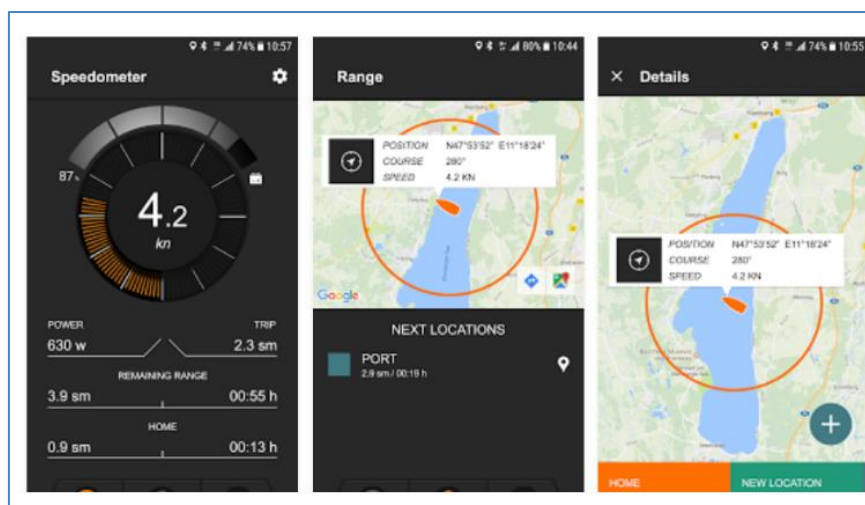 74% 10:57
Speedometer
87%
4.2
kn
POWER
TRIP
630 w
2.3 sm
REMAINING RANGE
3.9 sm
00:55 h
HOME
0.9 sm
00:13 h
80% 10:44
Range
POSITION N47°53'52" E11°18'24"
COURSE 280°
SPEED 4.2 KN
Google
NEXT LOCATIONS
PORT
2.9 sm / 00:19 h
74% 10:55
Details
POSITION N47°53'52" E11°18'24"
COURSE 280°
SPEED 4.2 KN
HOME
NEW LOCATION